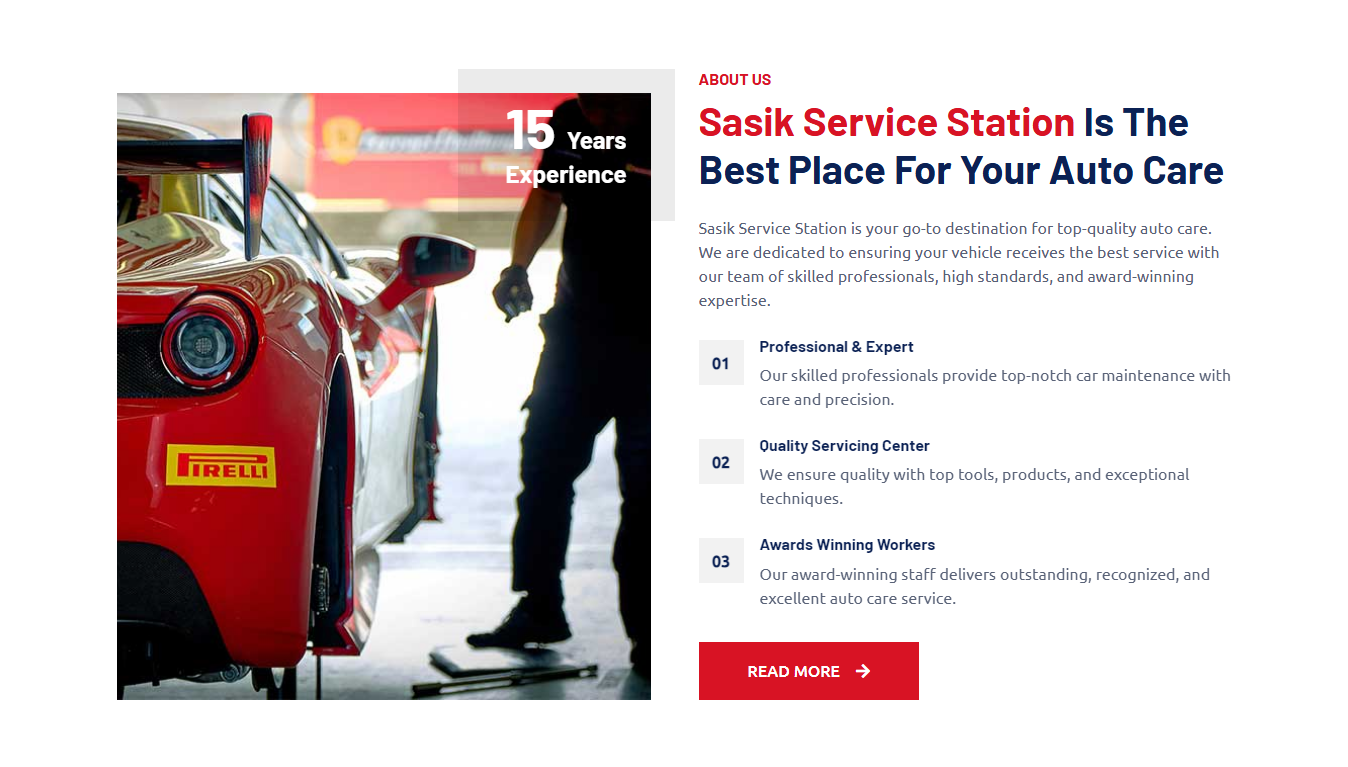 15 Years
Experience
PIRELLI
ABOUT US
Sasik Service Station Is The
Best Place For Your Auto Care
Sasik Service Station is your go-to destination for top-quality auto care.
We are dedicated to ensuring your vehicle receives the best service with
our team of skilled professionals, high standards, and award-winning
expertise.
01
Professional & Expert
Our skilled professionals provide top-notch car maintenance with
care and precision.
02
Quality Servicing Center
We ensure quality with top tools, products, and exceptional
techniques.
03
Awards Winning Workers
Our award-winning staff delivers outstanding, recognized, and
excellent auto care service.
READ MORE